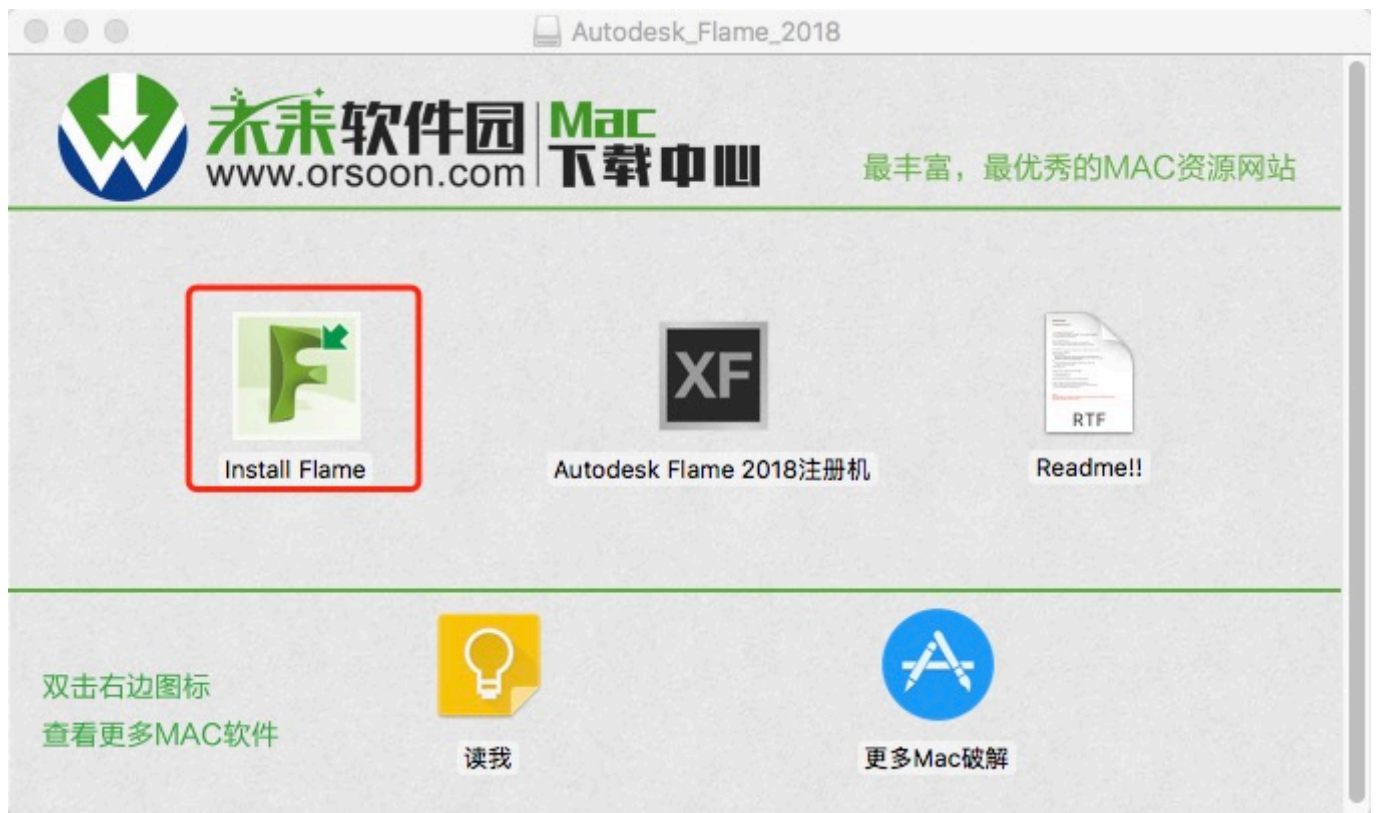 Autodesk_Flame_2018
未来软件园
www.orsoon.com
Mac
下载中心
最丰富，最优秀的MAC资源网站
XF
RTF
Install Flame
Autodesk Flame 2018注册机
Readme!!
双击右边图标
查看更多MAC软件
读我
更多Mac破解